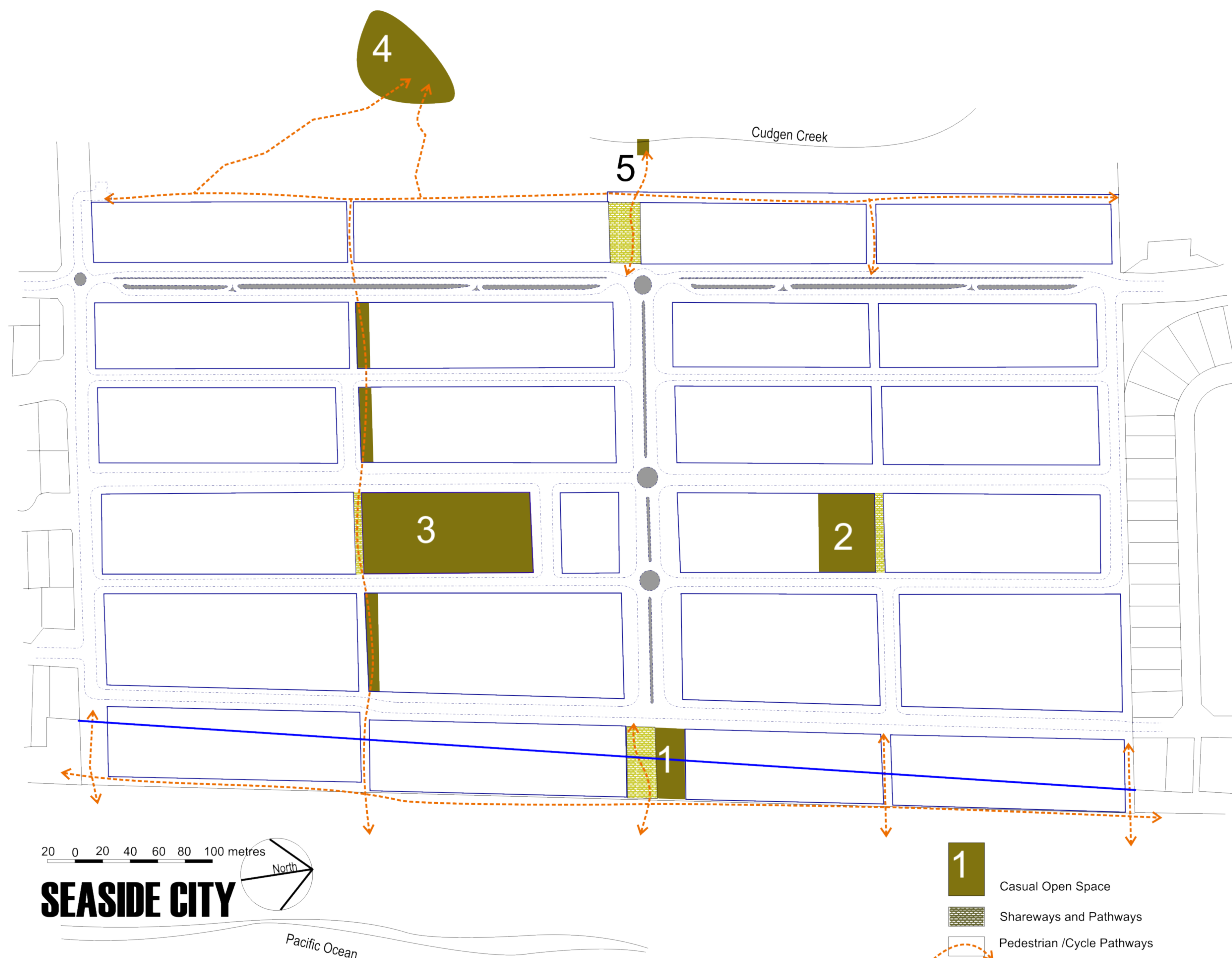 4
Cudgen Creek
5
3
2
1
20 0 20 40 60 80 100 metres
North
SEASIDE CITY
Pacific Ocean
1
Casual Open Space
Shareways and Pathways
Pedestrian /Cycle Pathways